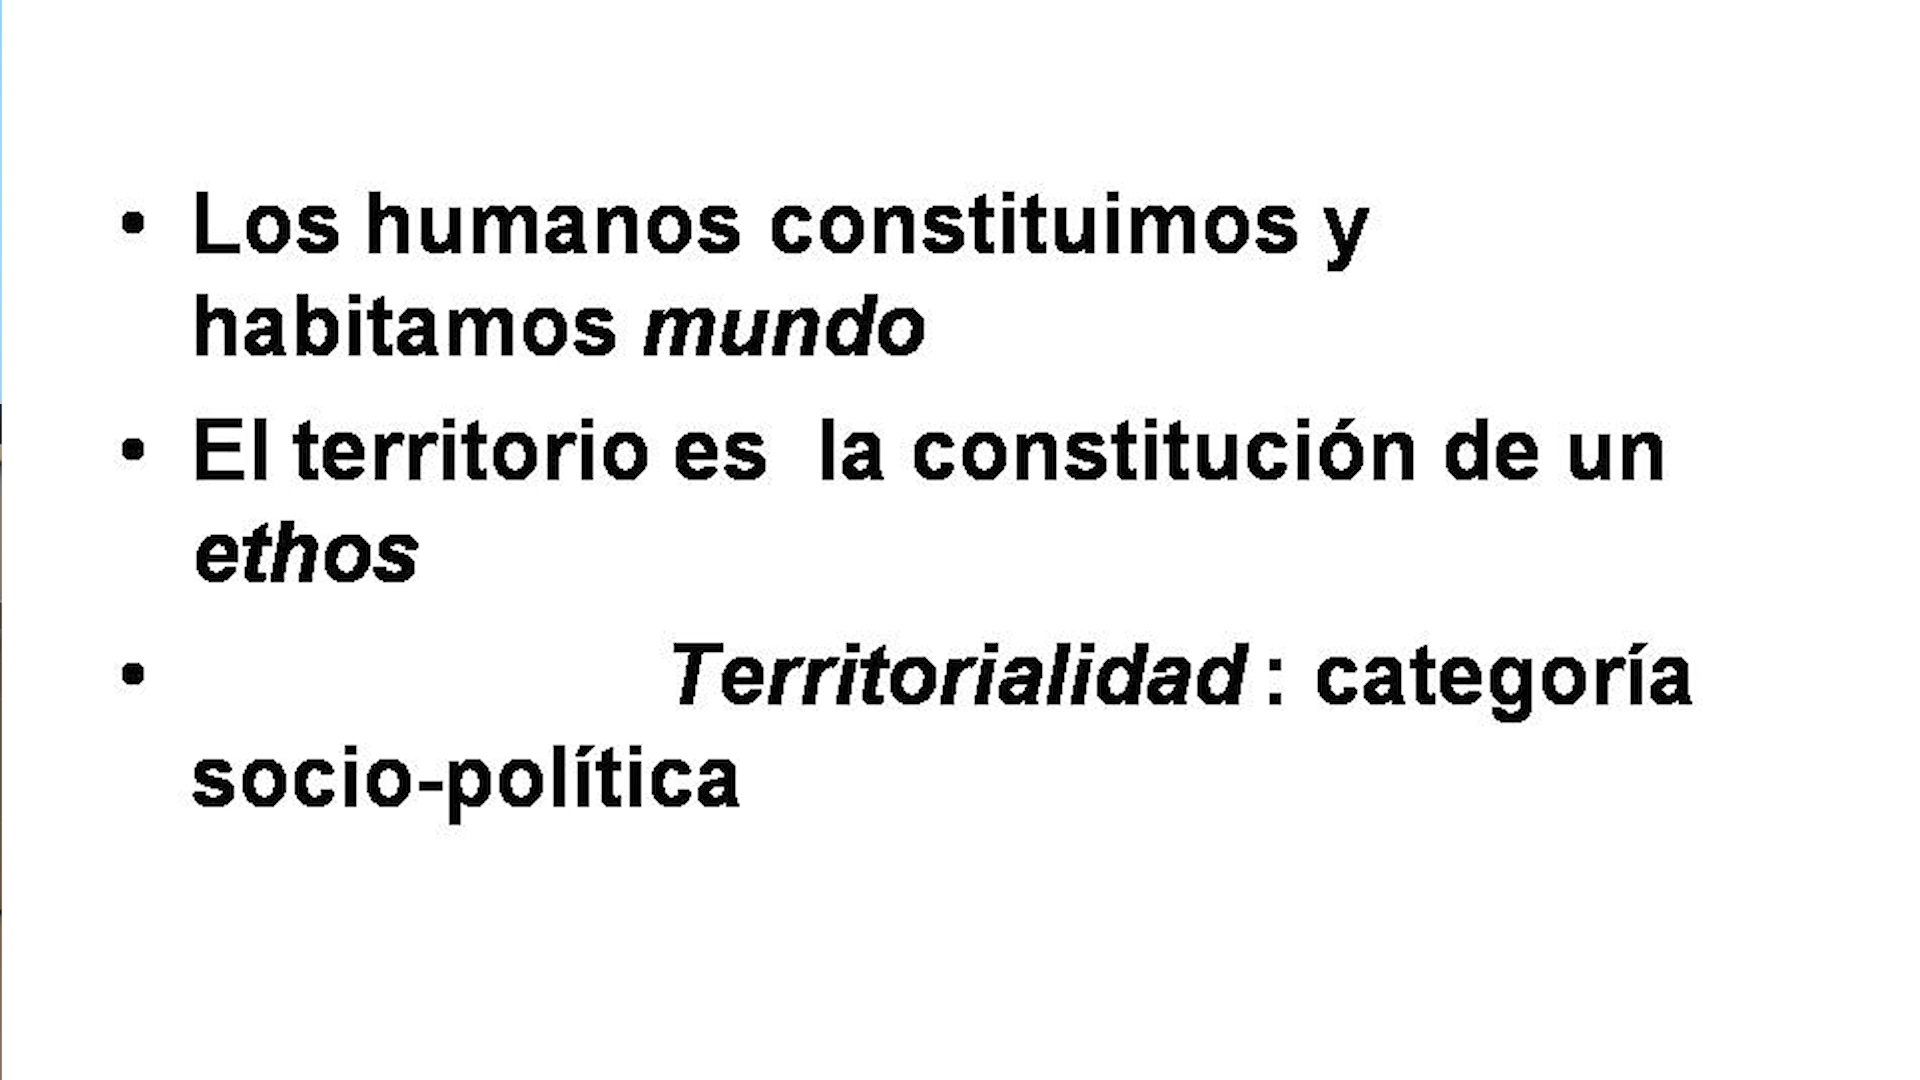 • Los humanos constituimos y
habitamos mundo
• El territorio es  la constitución de un
ethos
• Territorialidad : categoría
socio-política